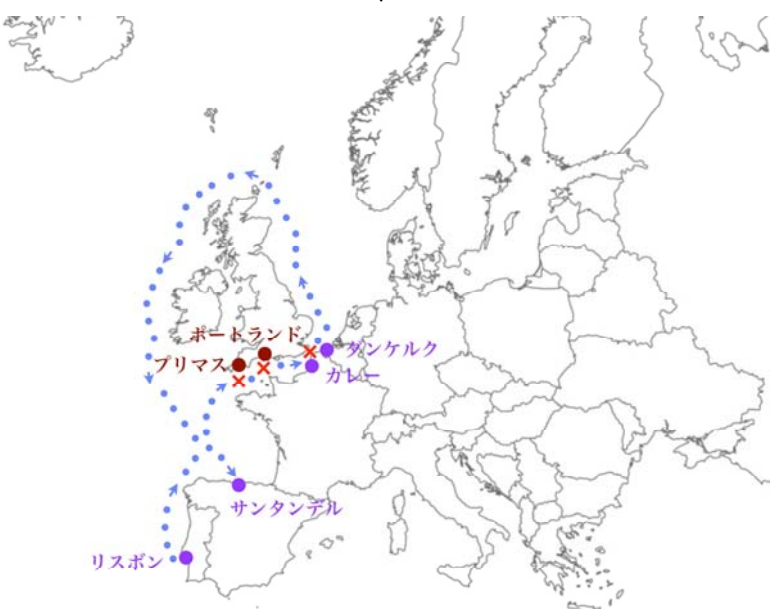 ポートランド
プリマス
ダンケルク
カレー
サンタンデル
リスボン